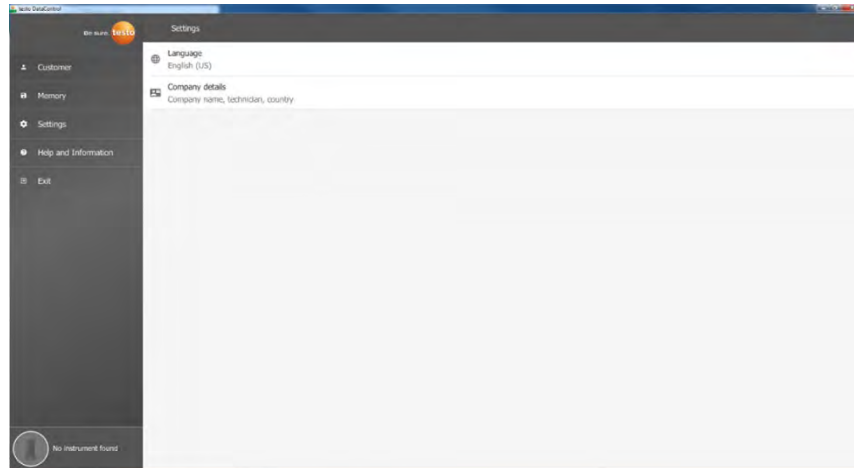 testo DataControl
Be sure. testo
Settings
Customer
Memory
Settings
Help and Information
Exit
Language
English (US)
Company details
Company name, technician, country
No instrument found